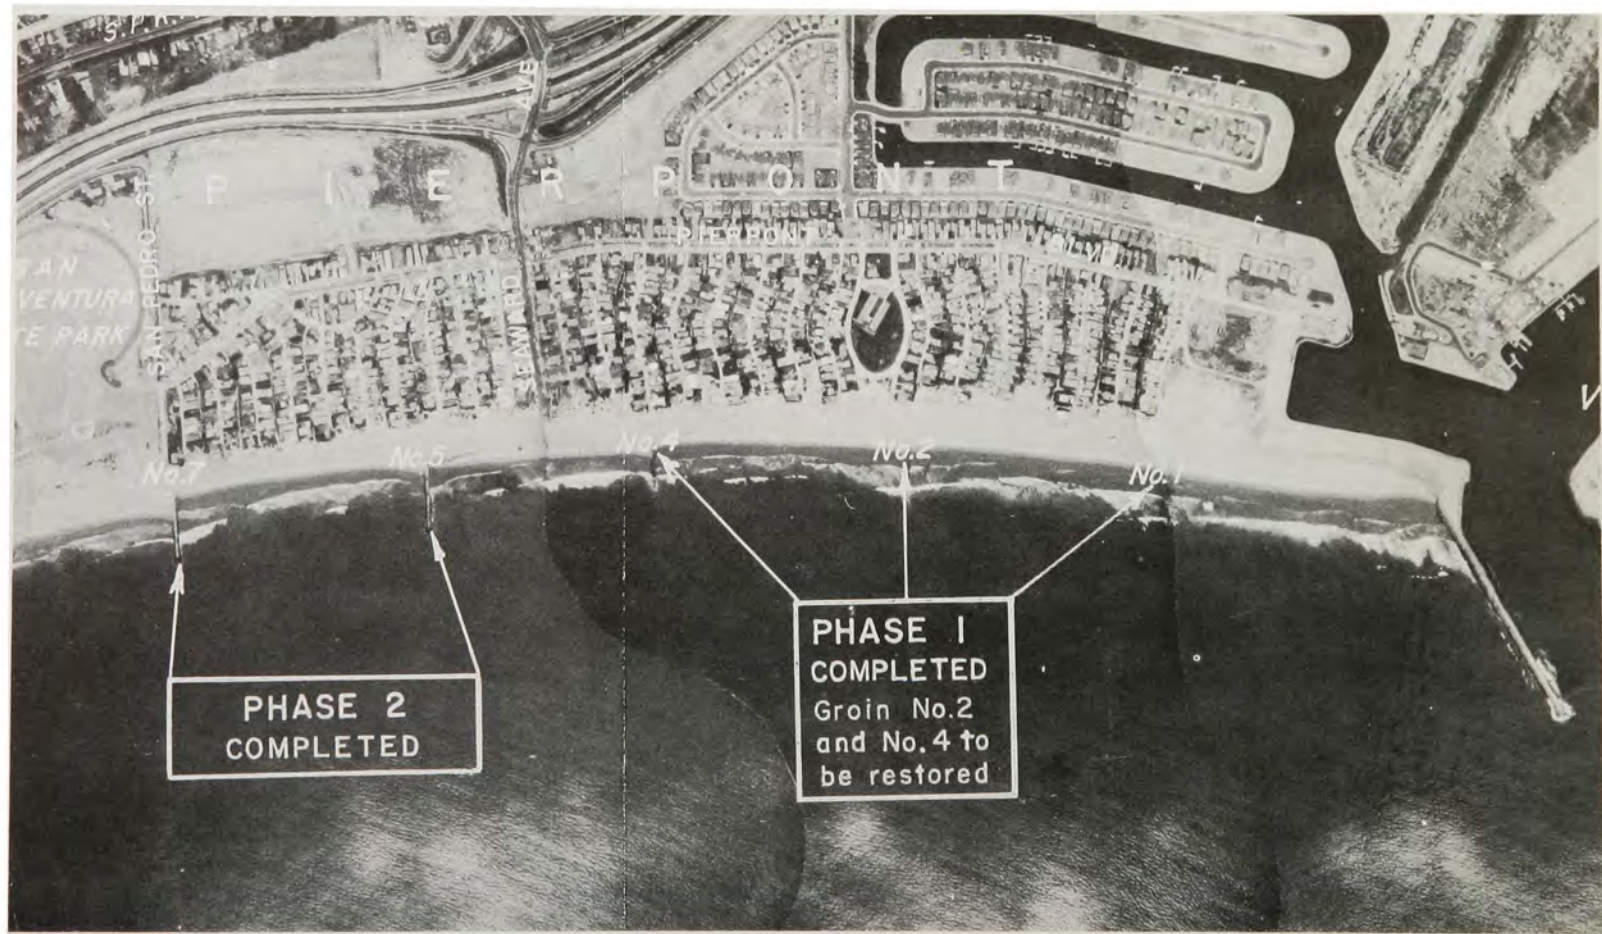 S.P.
AVE
P I E R P O N T
SAN PEDRO ST
SAN
VENTURA
TE PARK
PIERPONT
BLVD.
SEAWARD
No.7
No.5
No.4
No.2
No.1
V
PHASE 1
COMPLETED
Groin No.2
and No.4 to
be restored
PHASE 2
COMPLETED